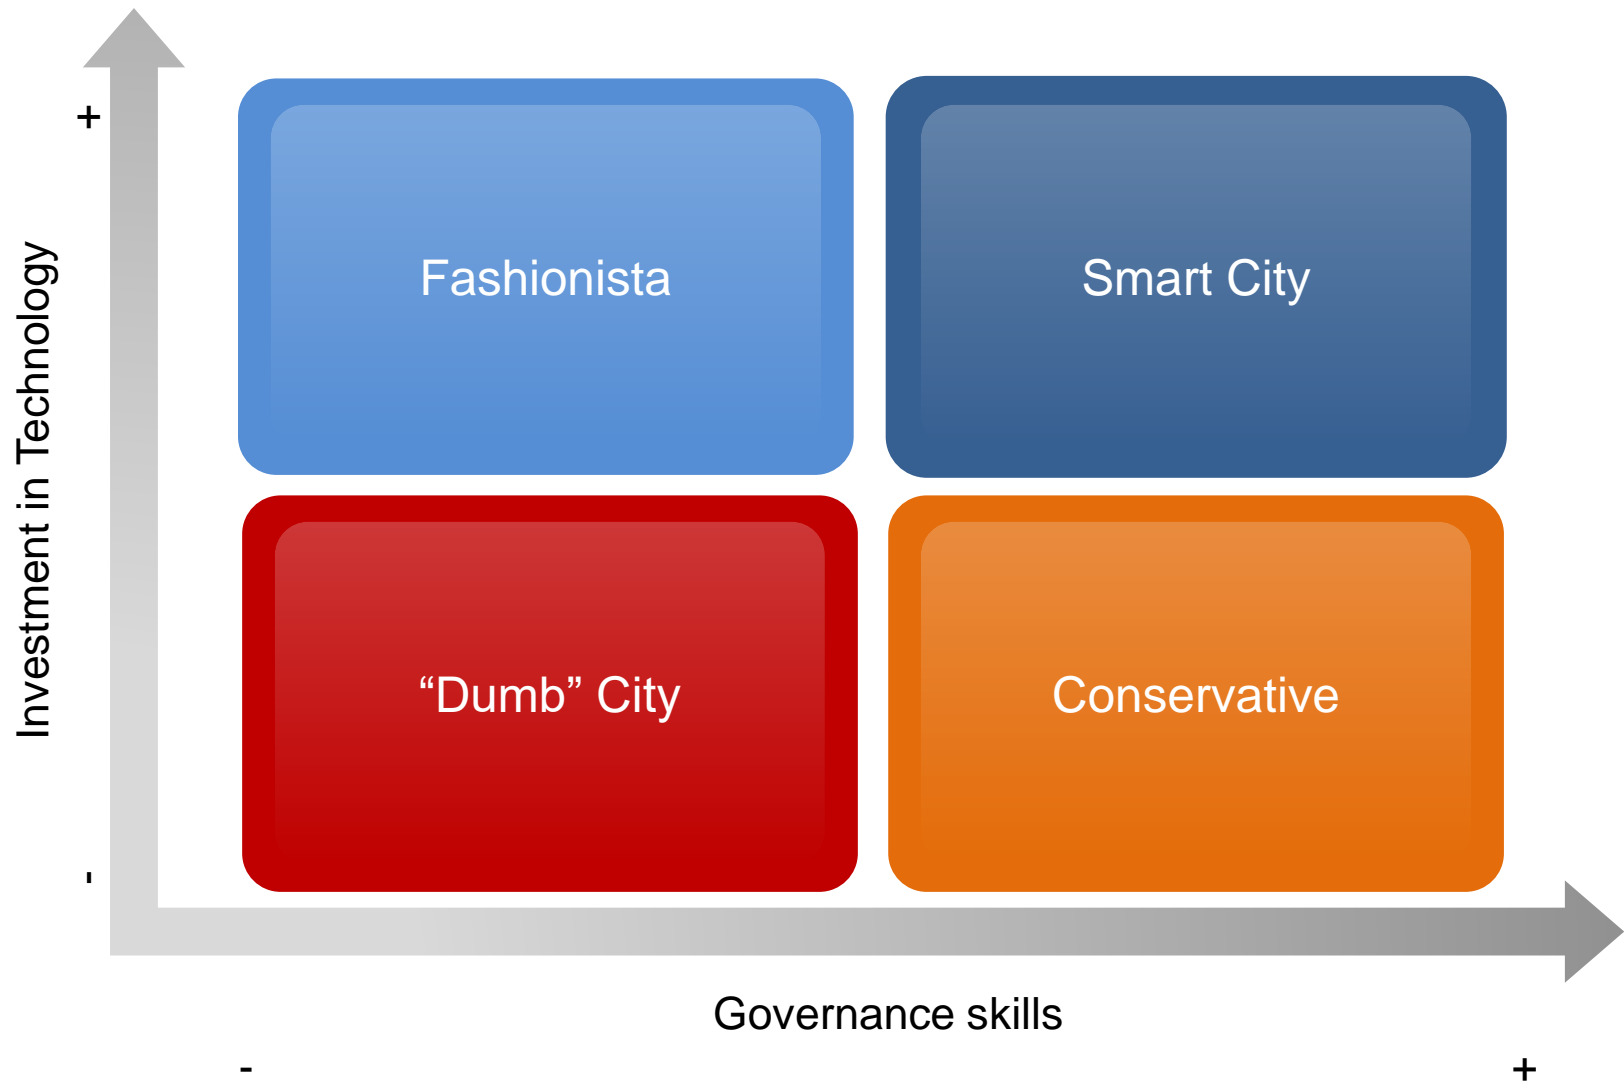 +
Fashionista
Smart City
Investment in Technology
“Dumb” City
Conservative
-
Governance skills
-
+